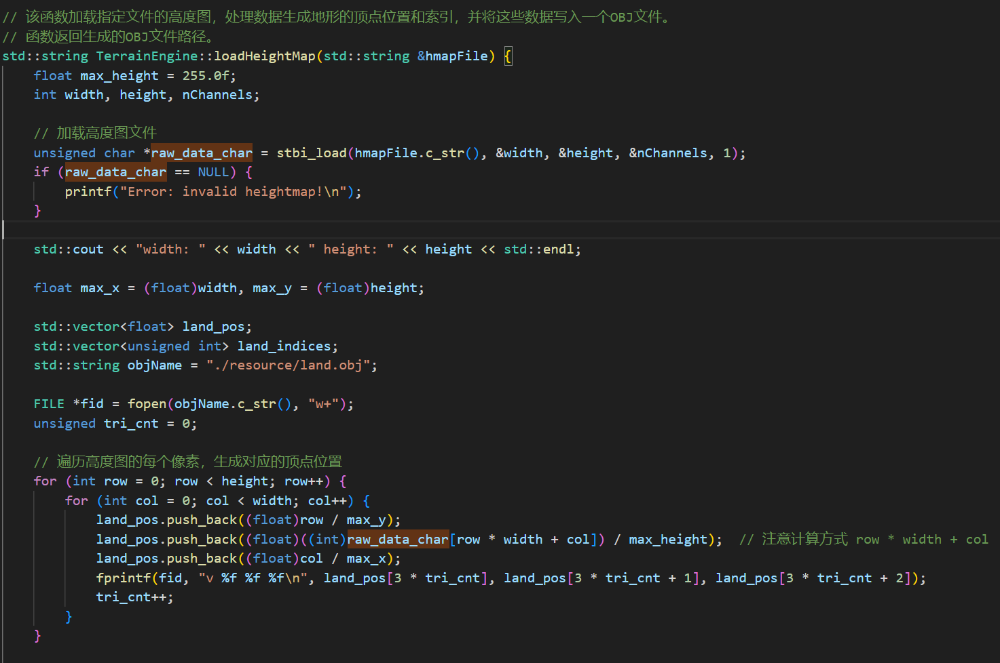 // 该函数加载指定文件的高度图，处理数据生成地形的顶点位置和索引，并将这些数据写入一个OBJ文件。
// 函数返回生成的OBJ文件路径。
std::string TerrainEngine::loadHeightMap(std::string &hmapFile) {
    float max_height = 255.0f;
    int width, height, nChannels;
    // 加载高度图文件
    unsigned char *raw_data_char = stbi_load(hmapFile.c_str(), &width, &height, &nChannels, 1);
    if (raw_data_char == NULL) {
        printf("Error: invalid heightmap!\n");
    }
    std::cout << "width: " << width << " height: " << height << std::endl;
    float max_x = (float)width, max_y = (float)height;
    std::vector<float> land_pos;
    std::vector<unsigned int> land_indices;
    std::string objName = "./resource/land.obj";
    FILE *fid = fopen(objName.c_str(), "w+");
    unsigned tri_cnt = 0;
    // 遍历高度图的每个像素，生成对应的顶点位置
    for (int row = 0; row < height; row++) {
        for (int col = 0; col < width; col++) {
            land_pos.push_back((float)row / max_y);
            land_pos.push_back((float)((int)raw_data_char[row * width + col]) / max_height);  // 注意计算方式 row * width + col
            land_pos.push_back((float)col / max_x);
            fprintf(fid, "v %f %f %f\n", land_pos[3 * tri_cnt], land_pos[3 * tri_cnt + 1], land_pos[3 * tri_cnt + 2]);
            tri_cnt++;
        }
    }